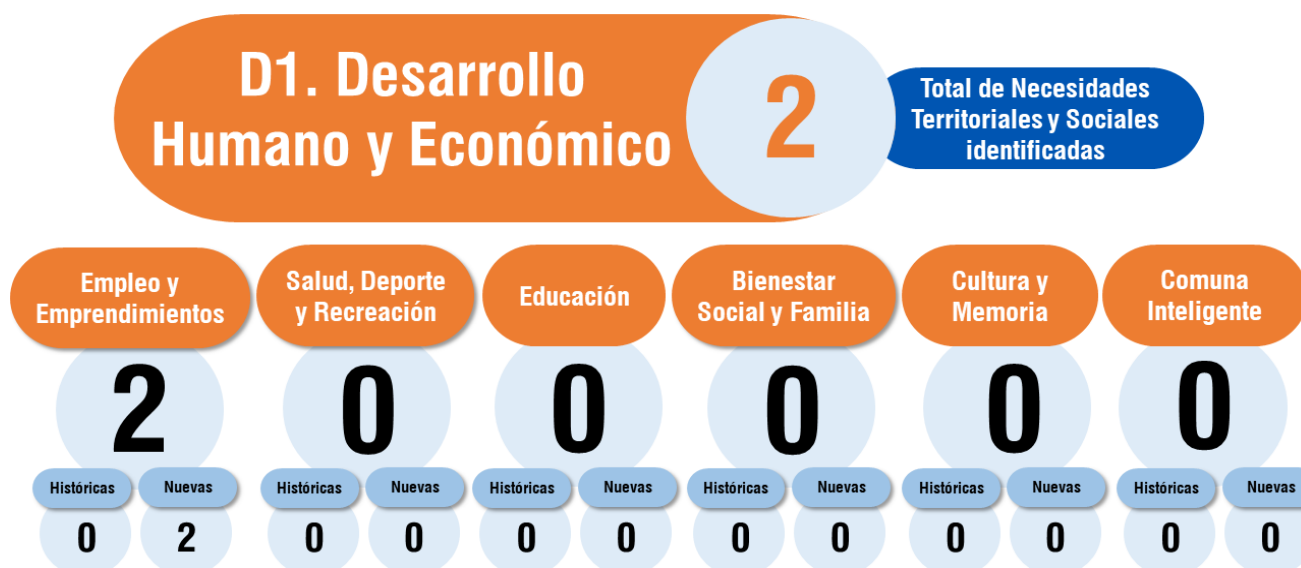 D1. Desarrollo
Humano y Económico
2
Total de Necesidades
Territoriales y Sociales
identificadas
Empleo y
Emprendimientos
2
Históricas Nuevas
0 2
Salud, Deporte
y Recreación
0
Históricas Nuevas
0 0
Educación
0
Históricas Nuevas
0 0
Bienestar
Social y Familia
0
Históricas Nuevas
0 0
Cultura y
Memoria
0
Históricas Nuevas
0 0
Comuna
Inteligente
0
Históricas Nuevas
0 0